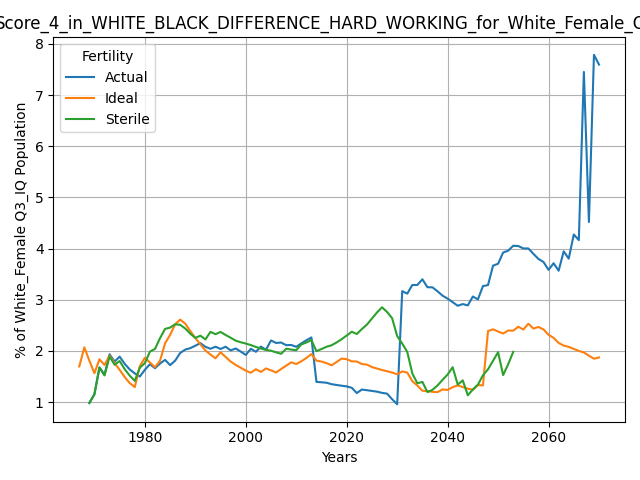 Score_4_in_WHITE_BLACK_DIFFERENCE_HARD_WORKING_for_White_Female_
Fertility
Actual
Ideal
Sterile
% of White_Female Q3_IQ Population
8
7
6
5
4
3
2
1
1980
2000
2020
2040
2060
Years